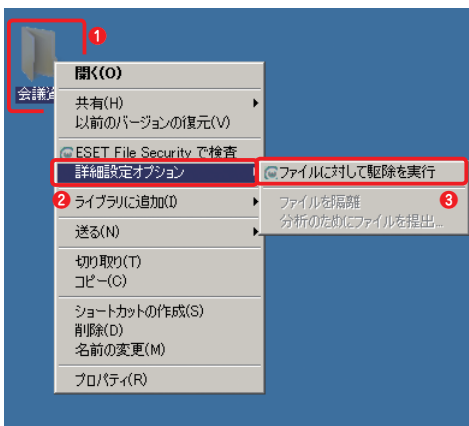 1
会議資
開く(O)
共有(H)
以前のバージョンの復元(V)
ESET File Security で検査
詳細設定オプション
ファイルに対して駆除を実行
2
ライブラリに追加(I)
ファイルを隔離
3
分析のためにファイルを提出...
送る(N)
切り取り(T)
コピー(C)
ショートカットの作成(S)
削除(D)
名前の変更(M)
プロパティ(R)